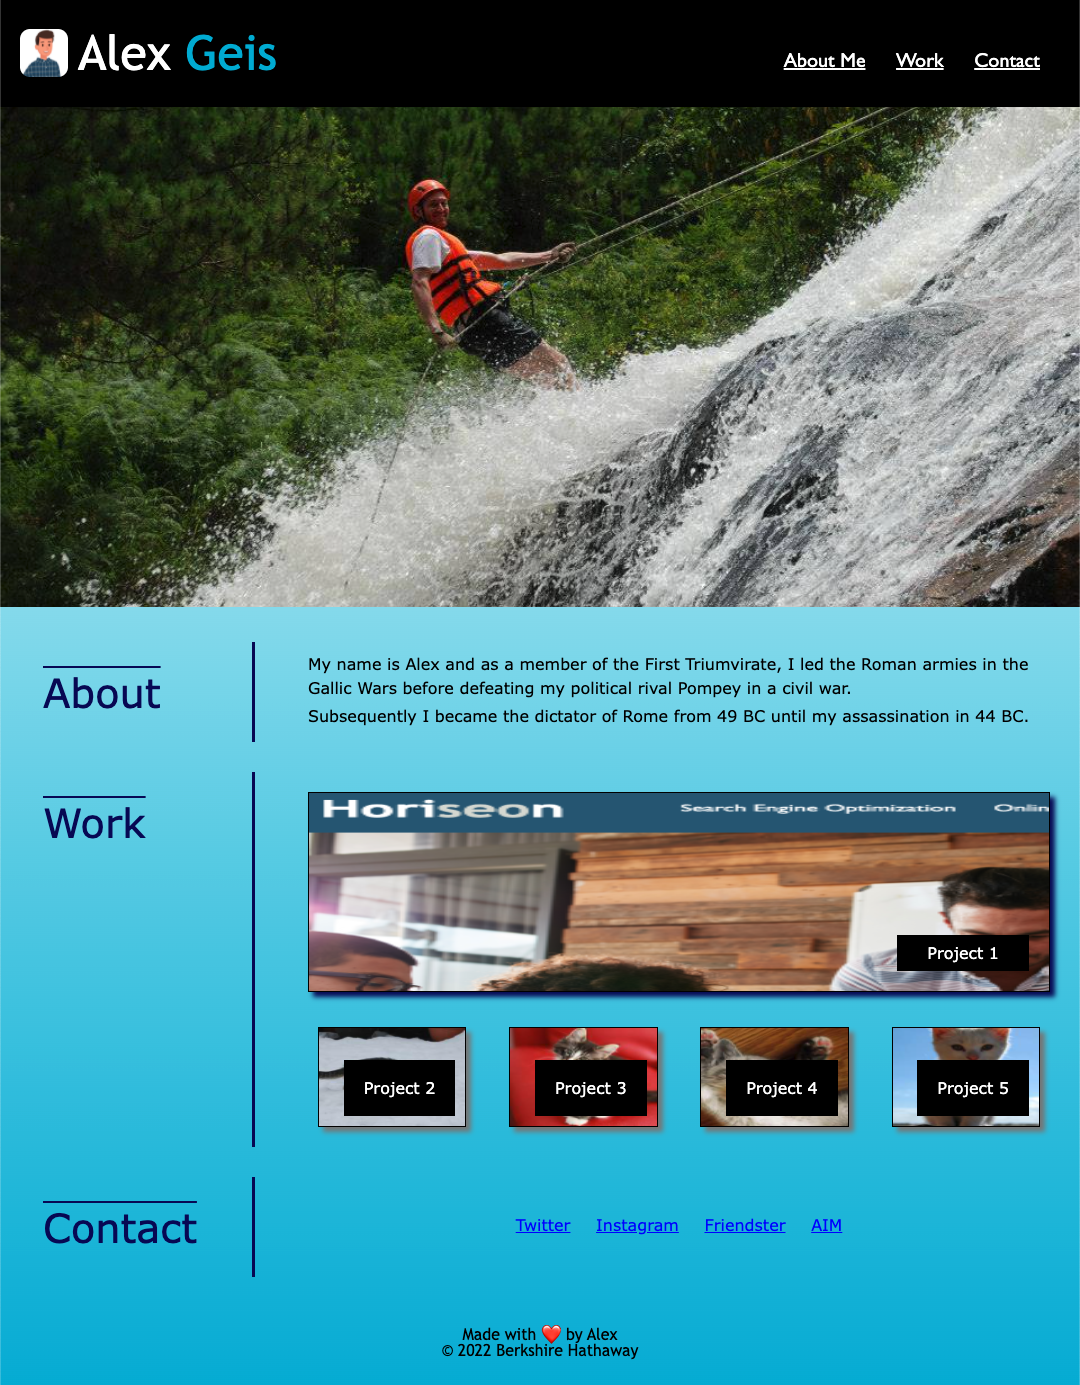 Alex Geis
About Me Work Contact
About
My name is Alex and as a member of the First Triumvirate, I led the Roman armies in the
Gallic Wars before defeating my political rival Pompey in a civil war.
Subsequently I became the dictator of Rome from 49 BC until my assassination in 44 BC.
Work
Horiseon
Search Engine Optimization Onlin
Project 1
Project 2 Project 3 Project 4 Project 5
Contact
Twitter Instagram Friendster AIM
Made with ❤️ by Alex
© 2022 Berkshire Hathaway